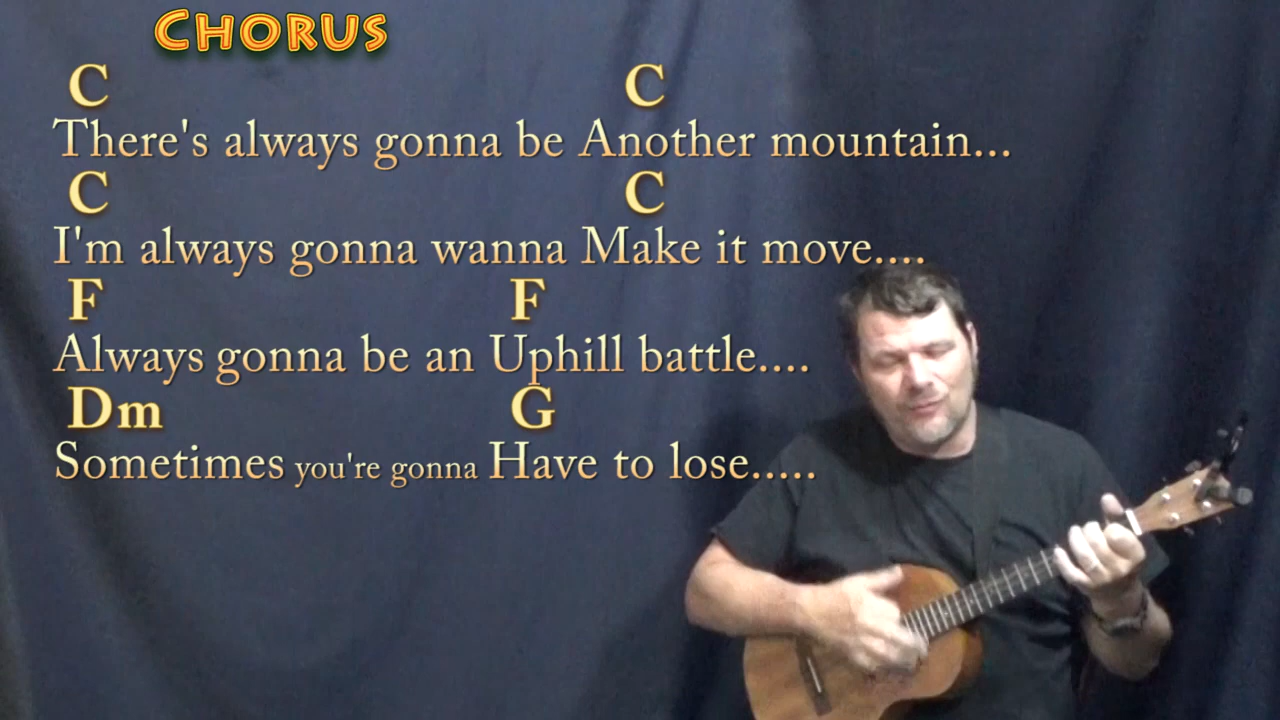 CHORUS
C C
There's always gonna be Another mountain...
C C
I'm always gonna wanna Make it move....
F F
Always gonna be an Uphill battle....
Dm G
Sometimes you're gonna Have to lose.....